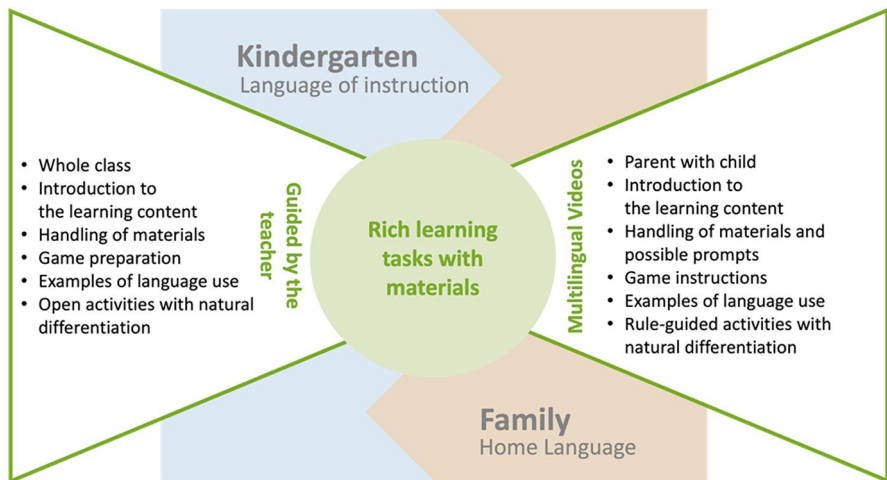 Kindergarten
Language of instruction
• Whole class
• Introduction to
the learning content
• Handling of materials
• Game preparation
• Examples of language use
• Open activities with natural
differentiation
Guided by the
teacher
Rich learning
tasks with
materials
Multilingual Videos
• Parent with child
• Introduction to
the learning content
• Handling of materials and
possible prompts
• Game instructions
• Examples of language use
• Rule-guided activities with
natural differentiation
Family
Home Language